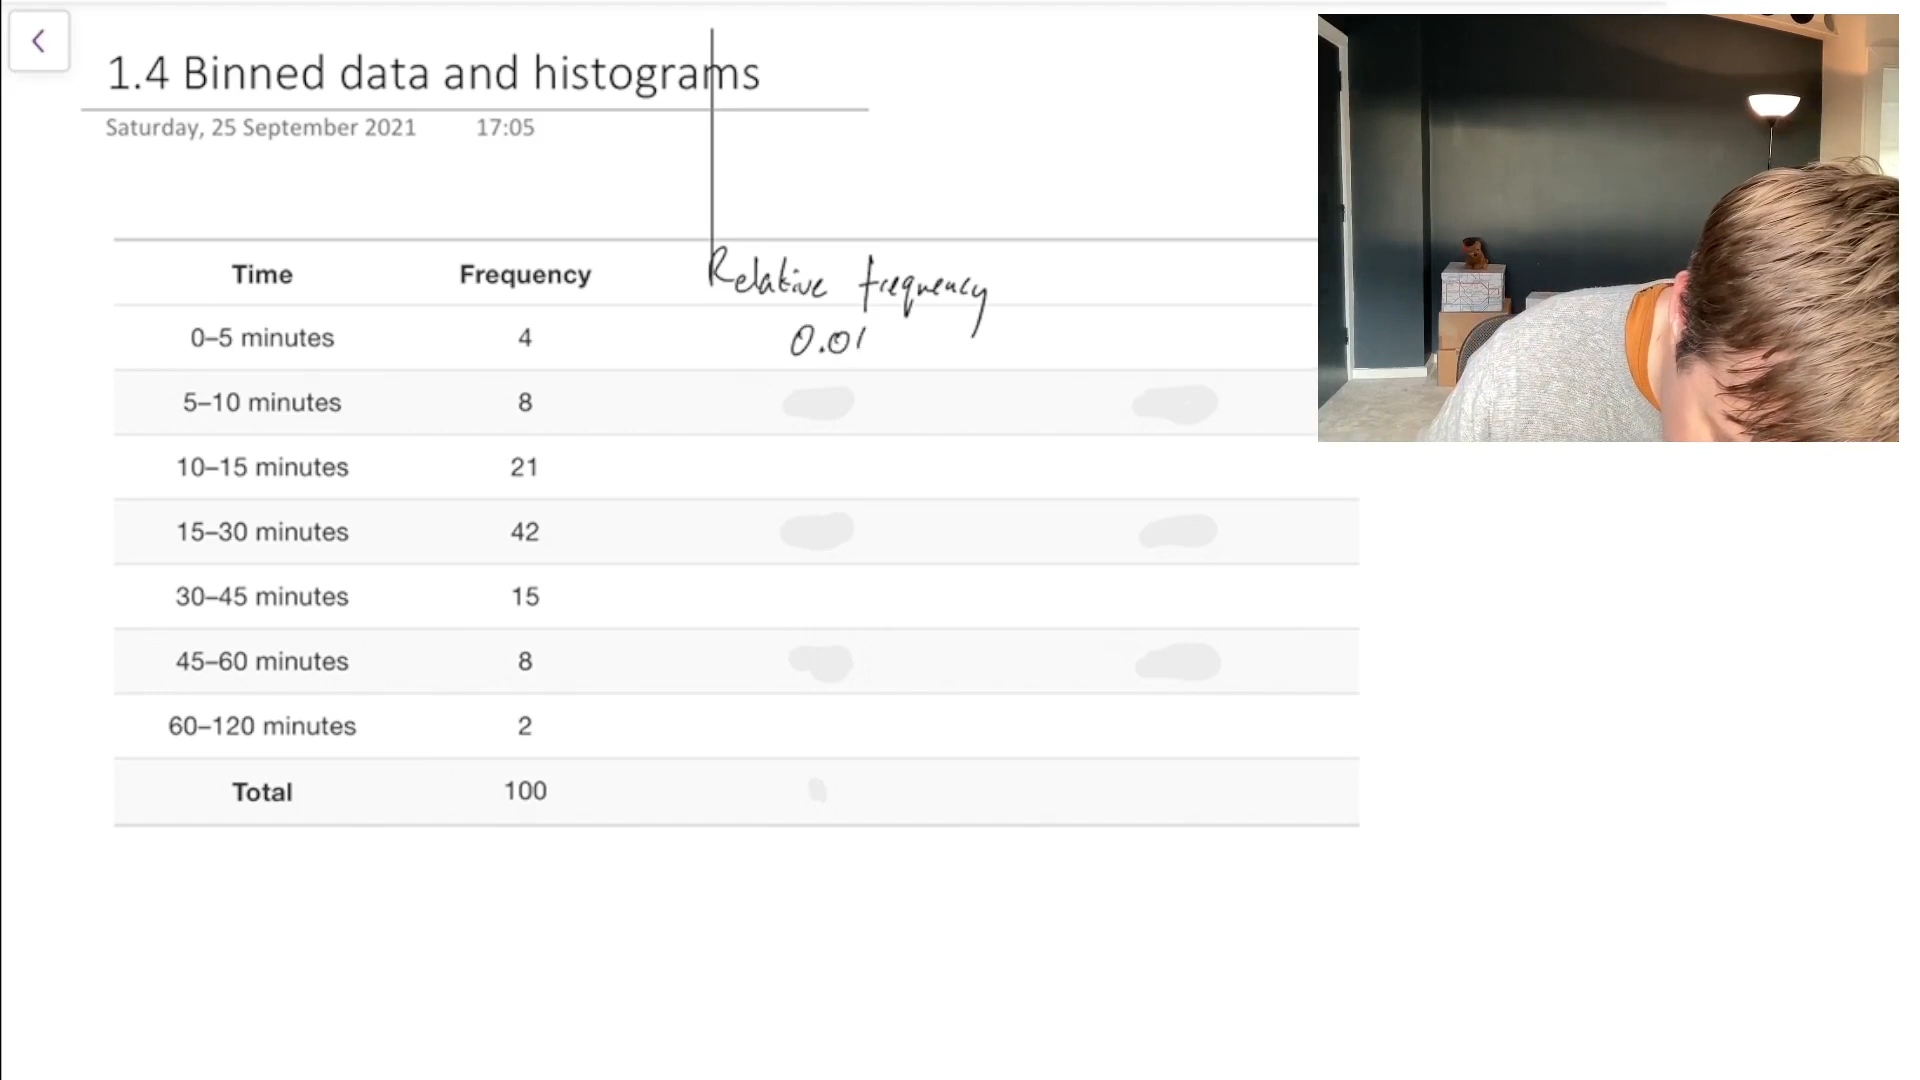 1.4 Binned data and histograms
Saturday, 25 September 2021 17:05
Time Frequency Relative frequency
0–5 minutes 4 0.01
5–10 minutes 8
10–15 minutes 21
15–30 minutes 42
30–45 minutes 15
45–60 minutes 8
60–120 minutes 2
Total 100